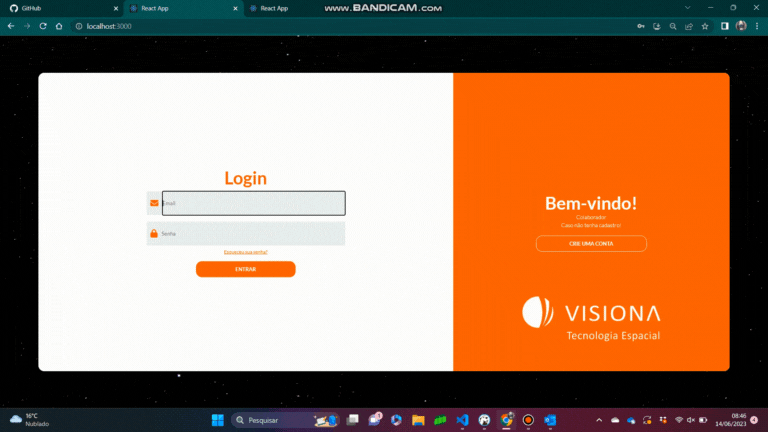 GitHub
React App
React App
www.BANDICAM.com
localhost:3000
Login
Email
Senha
Esqueceu sua senha?
ENTRAR
Bem-vindo!
Colaborador
Caso não tenha cadastro:
CRIE UMA CONTA
VISIONA
Tecnologia Espacial
16°C
Nublado
Pesquisar
08:46
14/06/2023